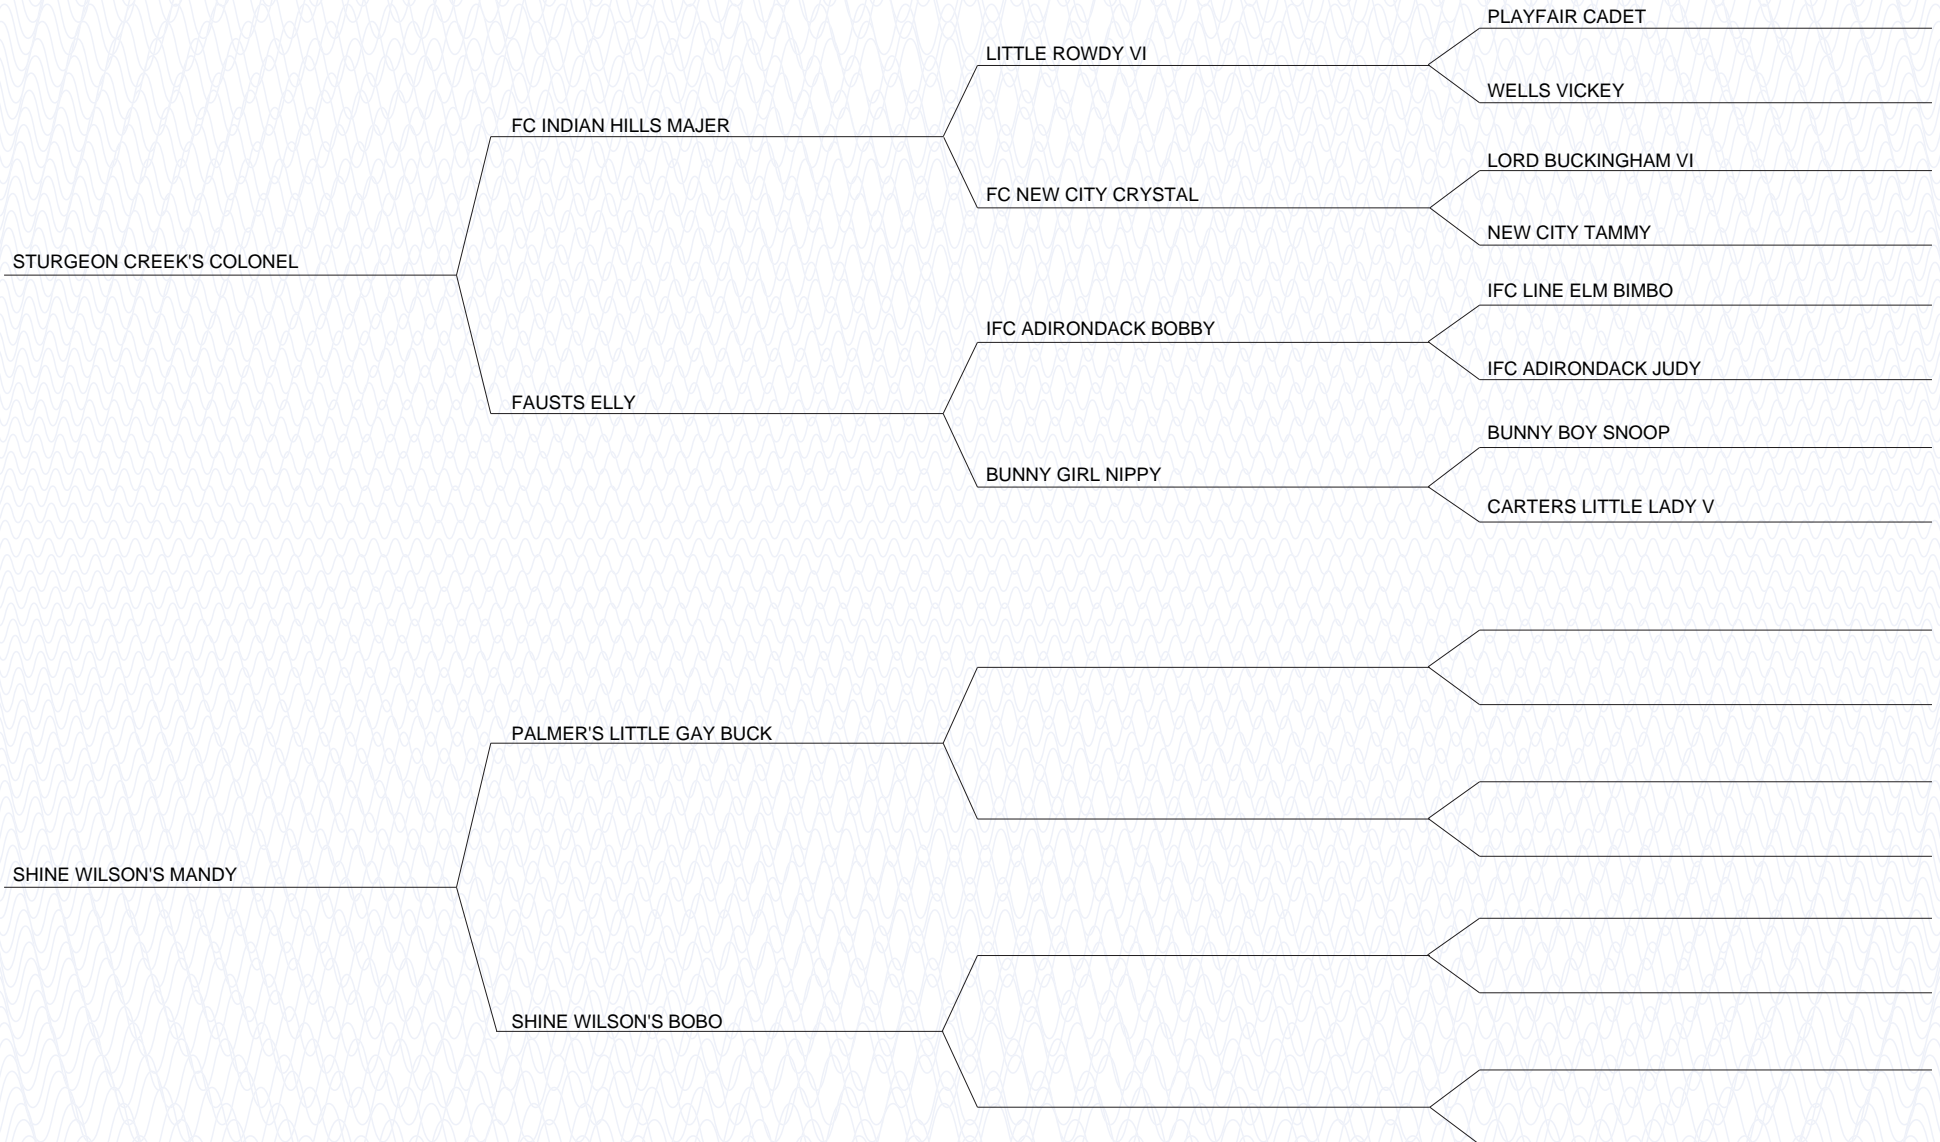 PLAYFAIR CADET
LITTLE ROWDY VI
WELLS VICKEY
FC INDIAN HILLS MAJER
LORD BUCKINGHAM VI
FC NEW CITY CRYSTAL
NEW CITY TAMMY
STURGEON CREEK'S COLONEL
IFC LINE ELM BIMBO
IFC ADIRONDACK BOBBY
IFC ADIRONDACK JUDY
FAUSTS ELLY
BUNNY BOY SNOOP
BUNNY GIRL NIPPY
CARTERS LITTLE LADY V
PALMER'S LITTLE GAY BUCK
SHINE WILSON'S MANDY
SHINE WILSON'S BOBO